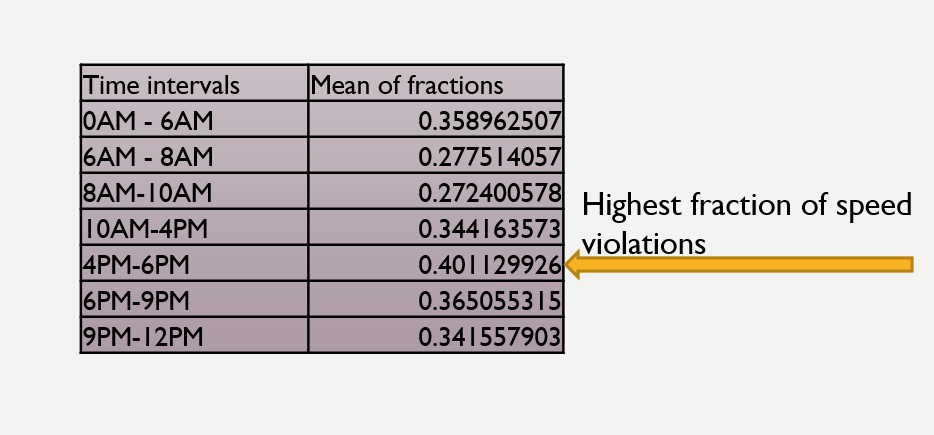 Time intervals Mean of fractions
0AM - 6AM 0.358962507
6AM - 8AM 0.277514057
8AM-10AM 0.272400578
10AM-4PM 0.344163573
4PM-6PM 0.401129926
6PM-9PM 0.365055315
9PM-12PM 0.341557903
Highest fraction of speed
violations